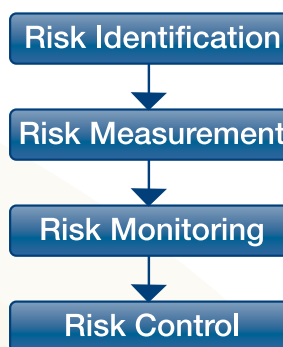 Risk Identification
Risk Measurement
Risk Monitoring
Risk Control